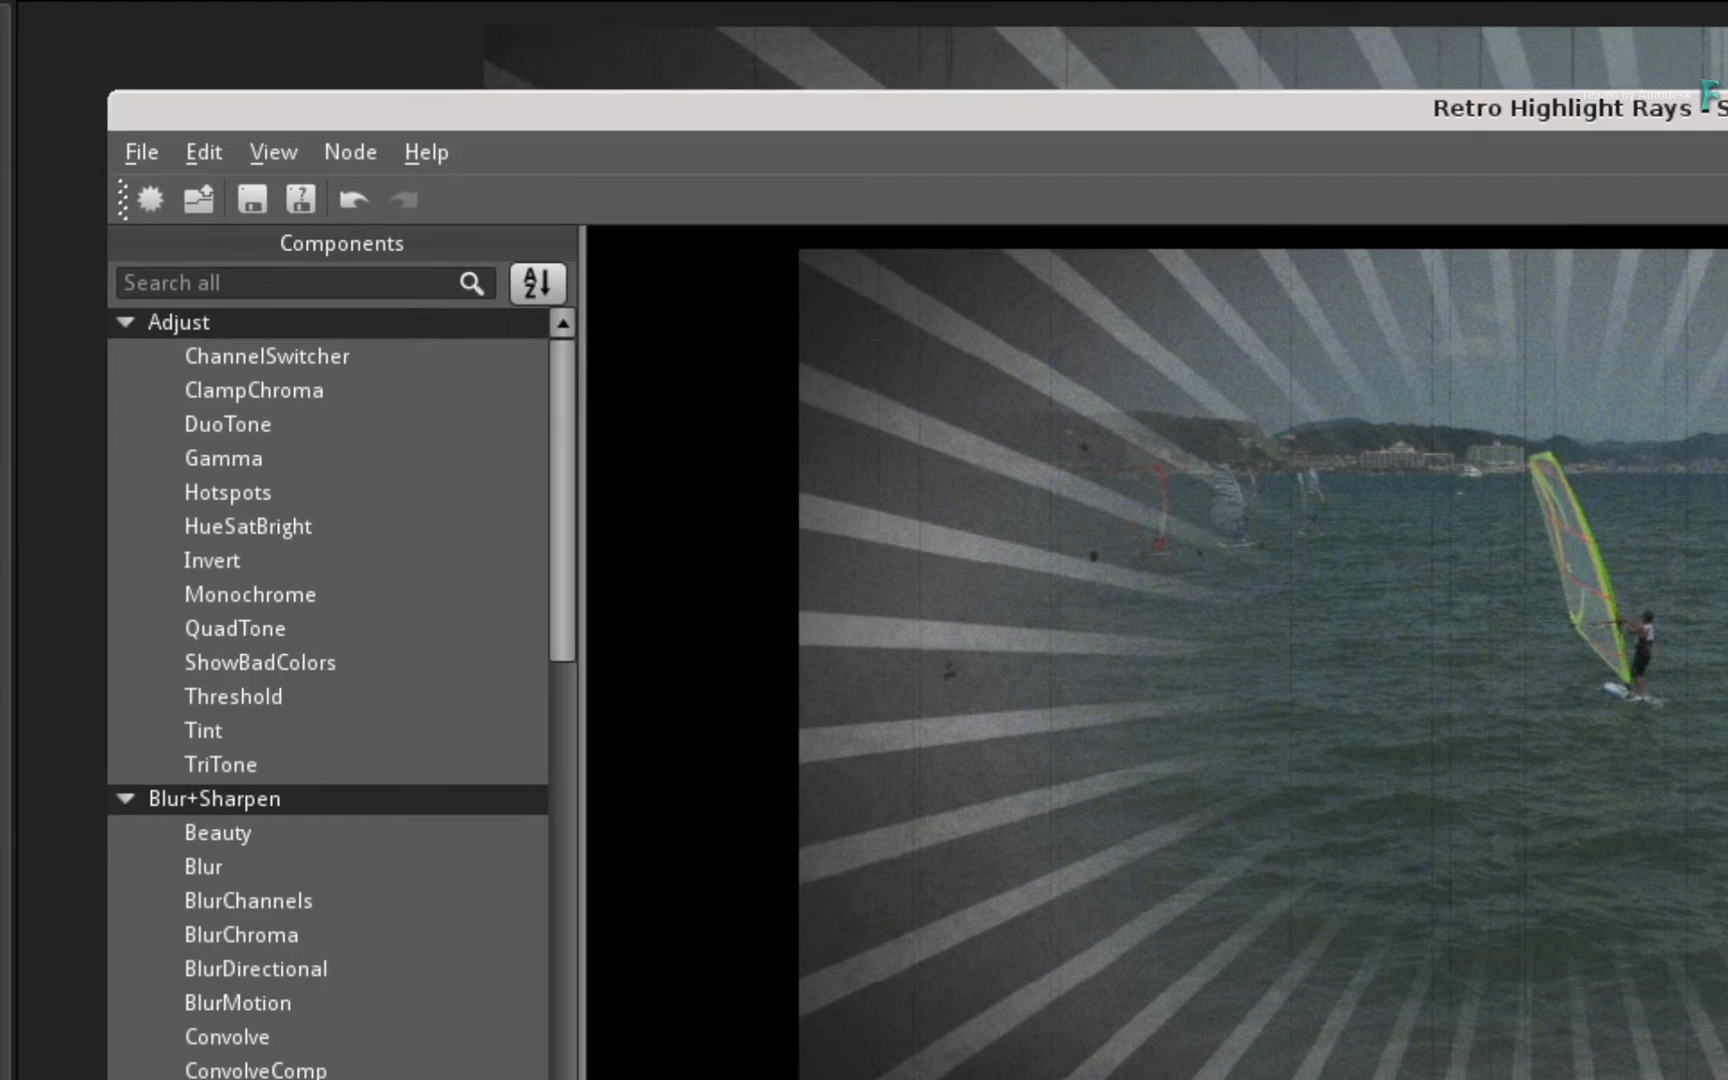 Retro Highlight Rays - S
File Edit View Node Help
Components
Search all
Adjust
ChannelSwitcher
ClampChroma
DuoTone
Gamma
Hotspots
HueSatBright
Invert
Monochrome
QuadTone
ShowBadColors
Threshold
Tint
TriTone
Blur+Sharpen
Beauty
Blur
BlurChannels
BlurChroma
BlurDirectional
BlurMotion
Convolve
ConvolveComp